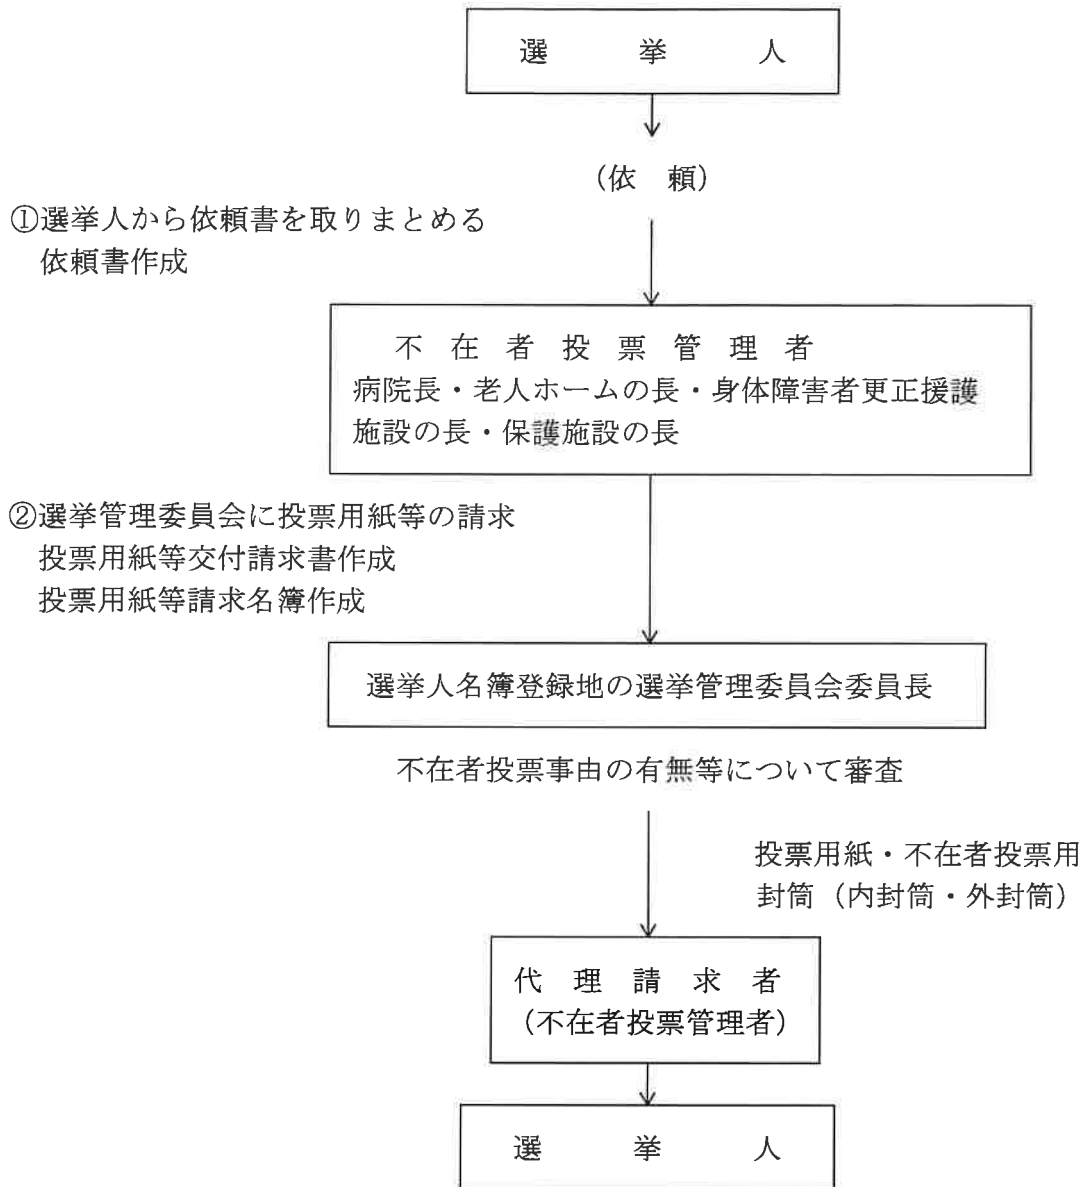 選挙人
(依頼)
①選挙人から依頼書を取りまとめる
依頼書作成
不在者投票管理者
病院長・老人ホームの長・身体障害者更正援護
施設の長・保護施設の長
②選挙管理委員会に投票用紙等の請求
投票用紙等交付請求書作成
投票用紙等請求名簿作成
選挙人名簿登録地の選挙管理委員会委員長
不在者投票事由の有無等について審査
投票用紙・不在者投票用
封筒（内封筒・外封筒）
代理請求者
（不在者投票管理者）
選挙人